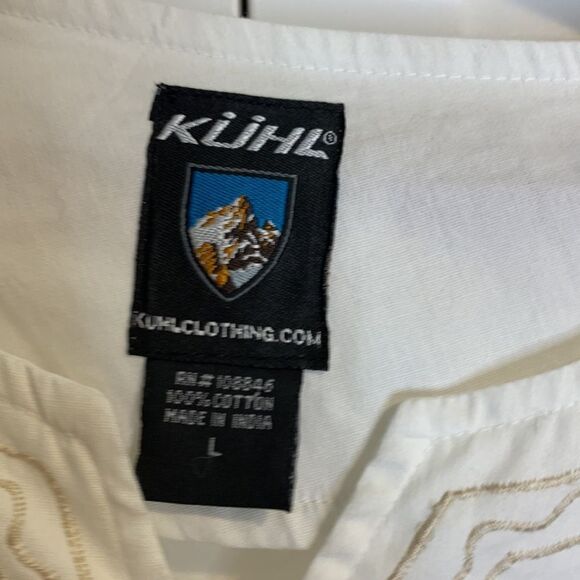 KÜHL®
KUHLCLOTHING.COM
RN# 108846
100% COTTON
MADE IN INDIA
L